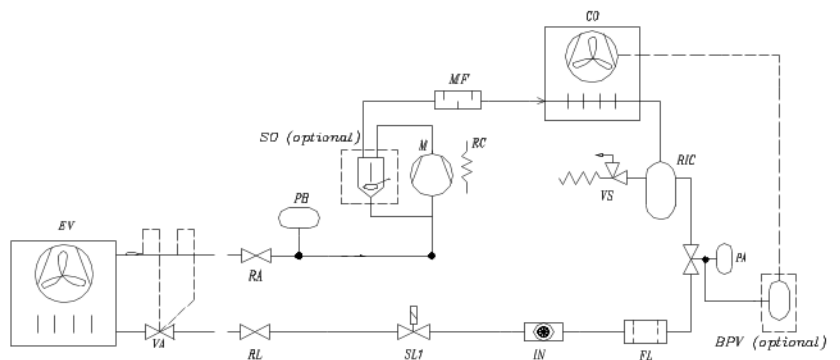 CO
MF
SO (optional)
M
RC
RIC
VS
PB
EV
PA
RA
VA
RL
SL1
IN
FL
BPV (optional)